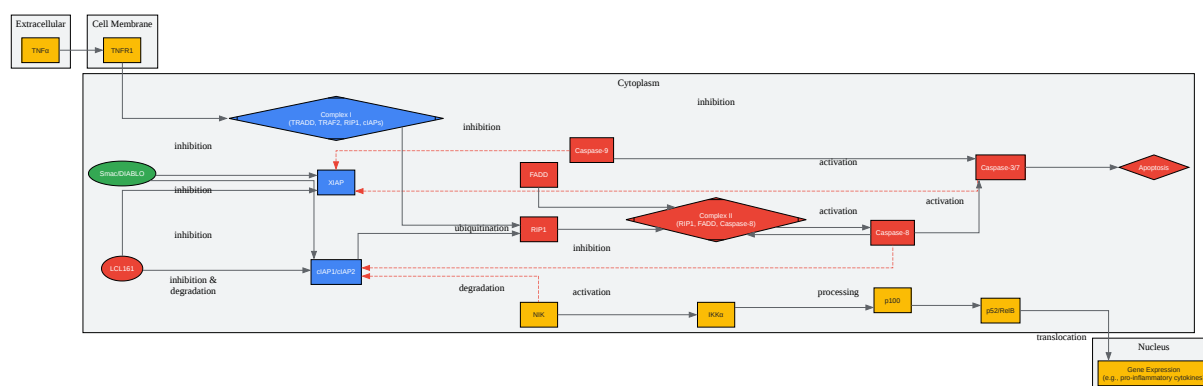 Extracellular
Cell Membrane
TNFα
TNFR1
Cytoplasm
inhibition
Complex I
(TRADD, TRAF2, RIP1, cIAPs)
inhibition
inhibition
Caspase-9
activation
Caspase-3/7
Apoptosis
Smac/DIABLO
XIAP
FADD
inhibition
activation
activation
Complex II
(RIP1, FADD, Caspase-8)
ubiquitination
RIP1
Caspase-8
inhibition
inhibition
LCL161
cIAP1/cIAP2
inhibition &
degradation
degradation
activation
processing
p100
NIK
IKKα
p52/RelB
translocation
Nucleus
Gene Expression
(e.g., pro-inflammatory cytokines